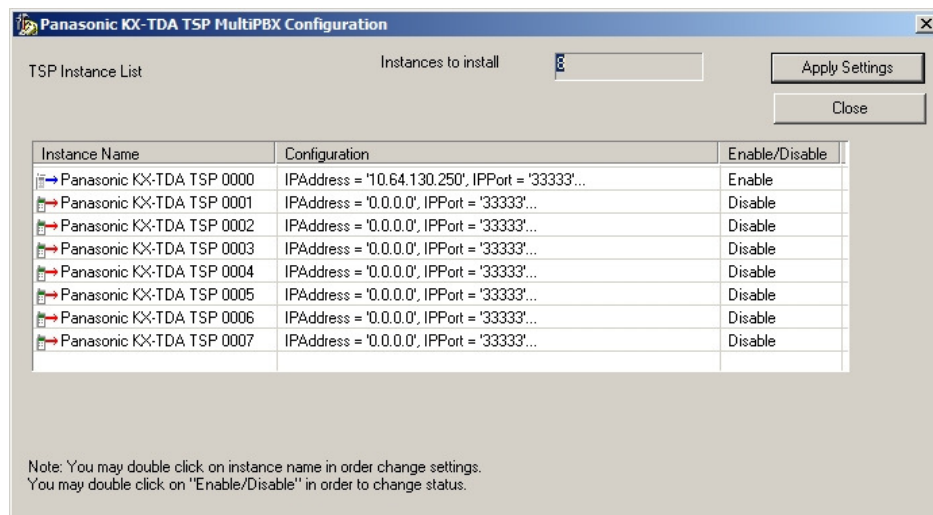 Panasonic KX-TDA TSP MultiPBX Configuration
TSP Instance List
Instances to install 8
Apply Settings
Close
Instance Name Configuration Enable/Disable
Panasonic KX-TDA TSP 0000 IPAddress = '10.64.130.250', IPPort = '33333'... Enable
Panasonic KX-TDA TSP 0001 IPAddress = '0.0.0.0', IPPort = '33333'... Disable
Panasonic KX-TDA TSP 0002 IPAddress = '0.0.0.0', IPPort = '33333'... Disable
Panasonic KX-TDA TSP 0003 IPAddress = '0.0.0.0', IPPort = '33333'... Disable
Panasonic KX-TDA TSP 0004 IPAddress = '0.0.0.0', IPPort = '33333'... Disable
Panasonic KX-TDA TSP 0005 IPAddress = '0.0.0.0', IPPort = '33333'... Disable
Panasonic KX-TDA TSP 0006 IPAddress = '0.0.0.0', IPPort = '33333'... Disable
Panasonic KX-TDA TSP 0007 IPAddress = '0.0.0.0', IPPort = '33333'... Disable
Note: You may double click on instance name in order change settings.
You may double click on "Enable/Disable" in order to change status.